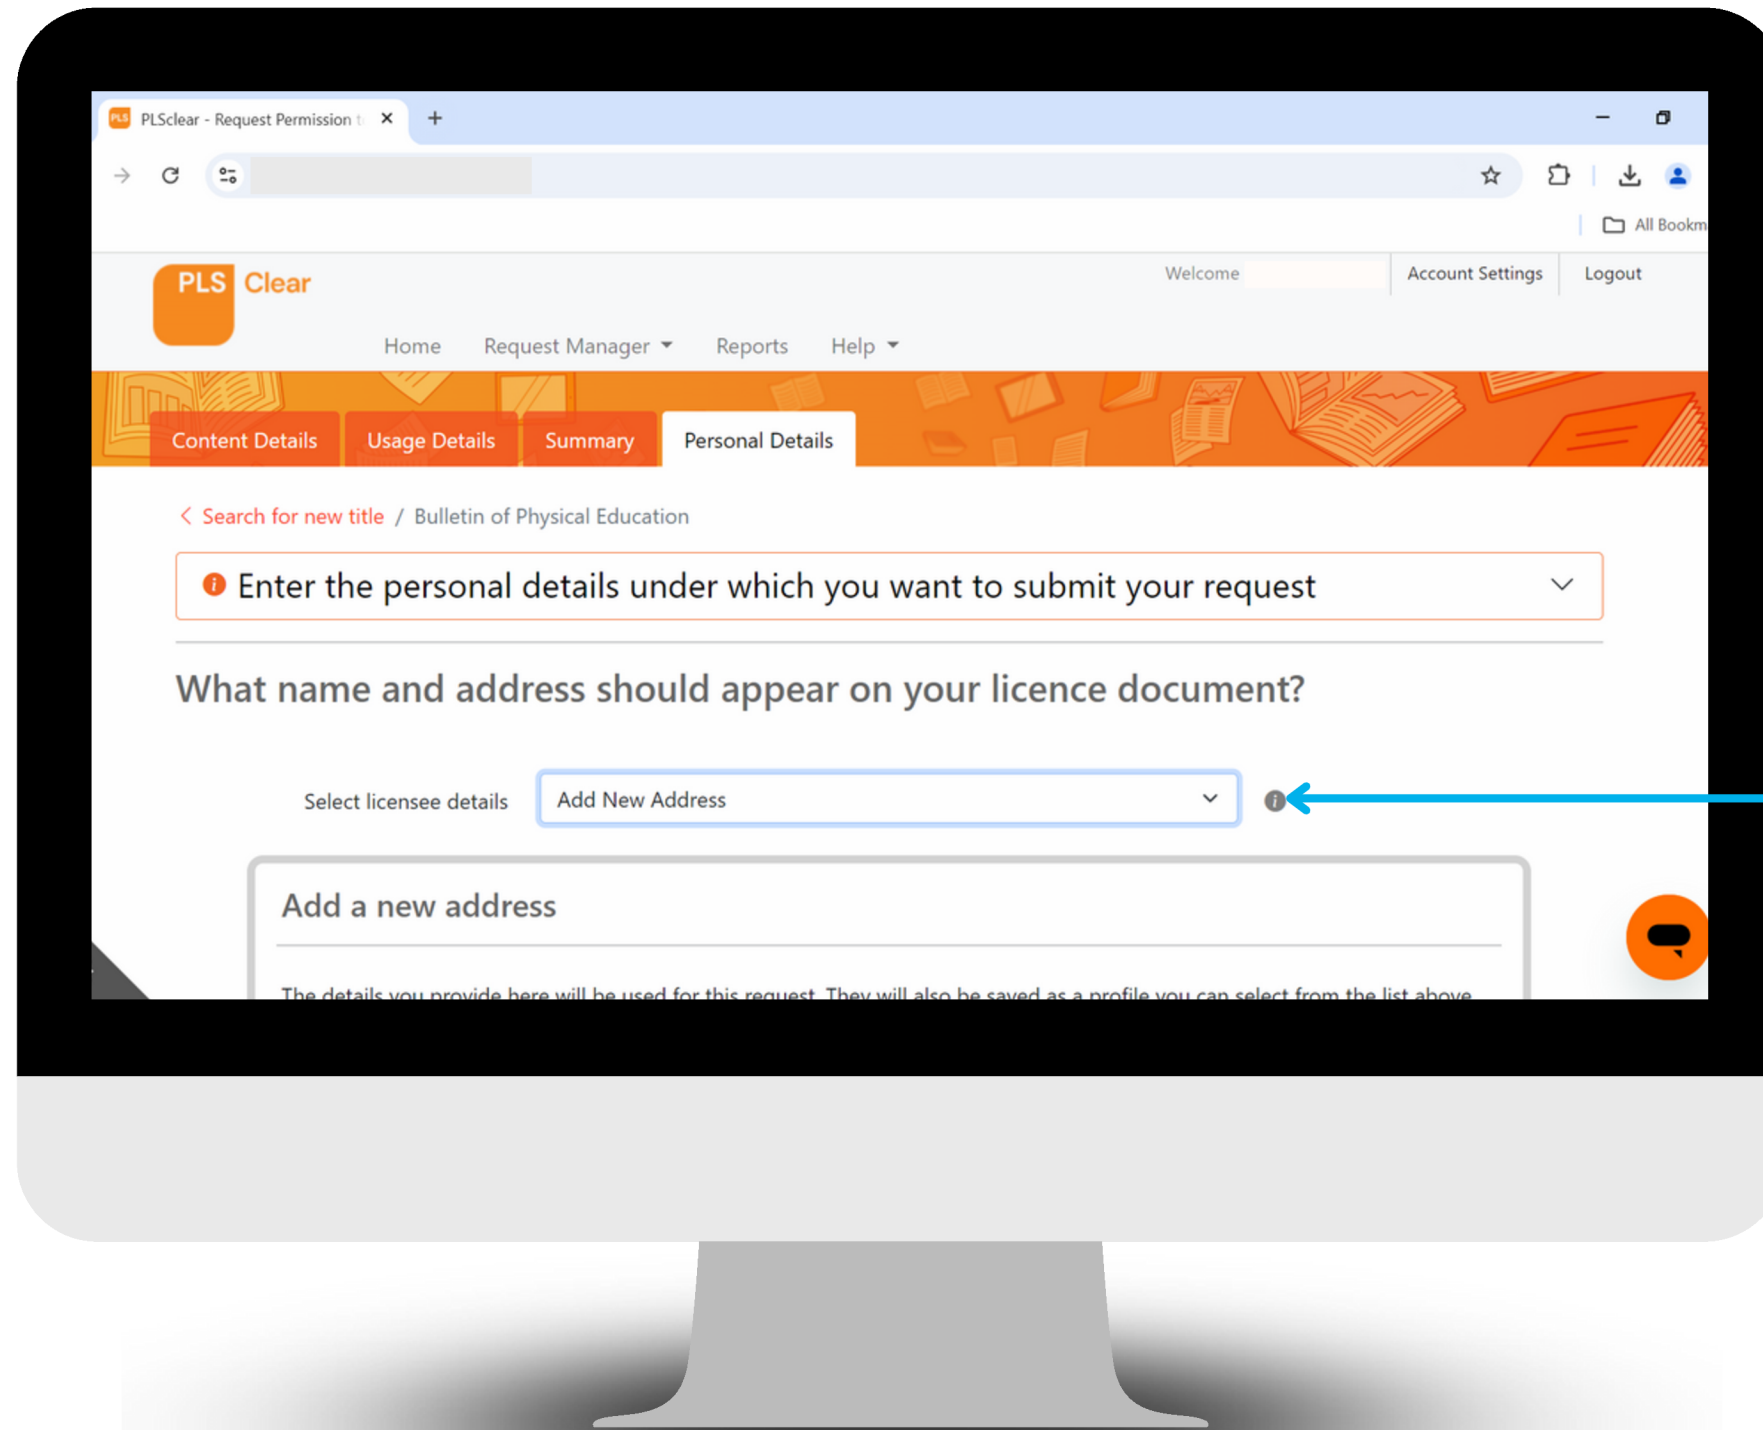 PLS PLSclear - Request Permission t
All Bookm
PLS Clear
Welcome
Account Settings
Logout
Home Request Manager Reports Help
Content Details Usage Details Summary Personal Details
< Search for new title / Bulletin of Physical Education
Enter the personal details under which you want to submit your request
What name and address should appear on your licence document?
Select licensee details Add New Address
Add a new address
The details you provide here will be used for this request. They will also be saved as a profile you can select from the list above